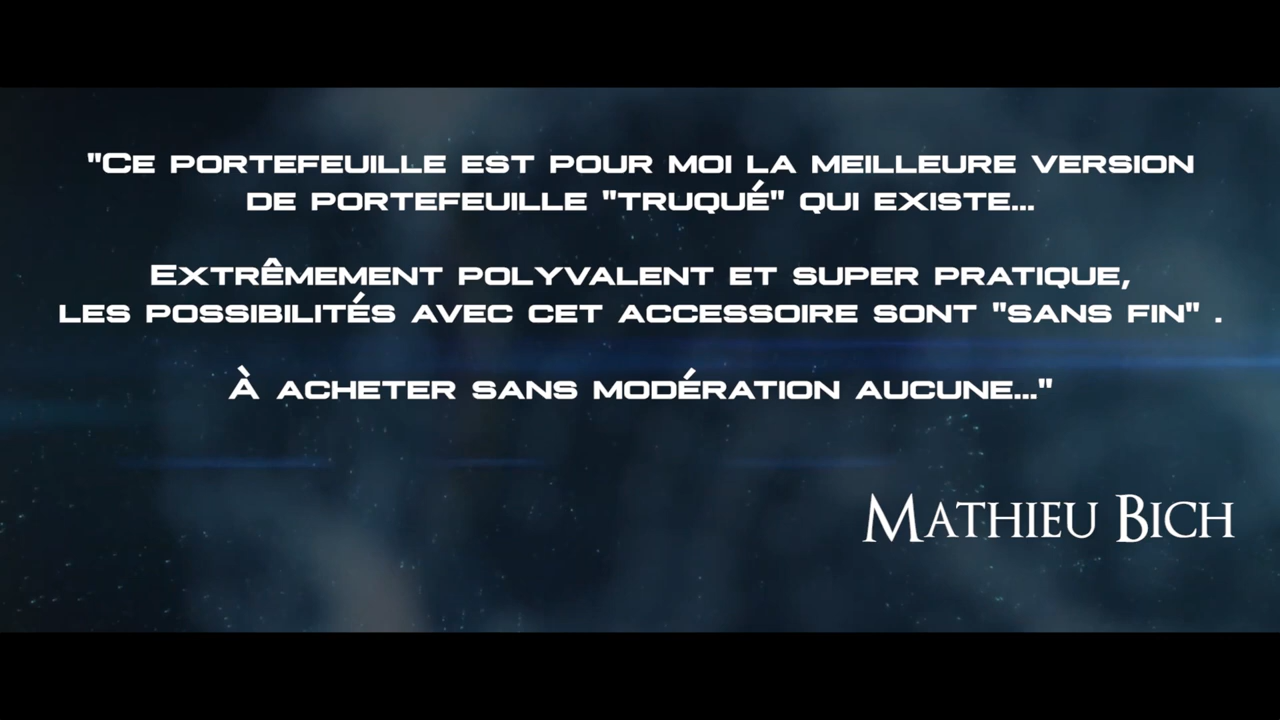 "Ce portefeuille est pour moi la meilleure version
de portefeuille "truqué" qui existe...
Extrêmement polyvalent et super pratique,
les possibilités avec cet accessoire sont "sans fin" .
À acheter sans modération aucune..."
Mathieu Bich